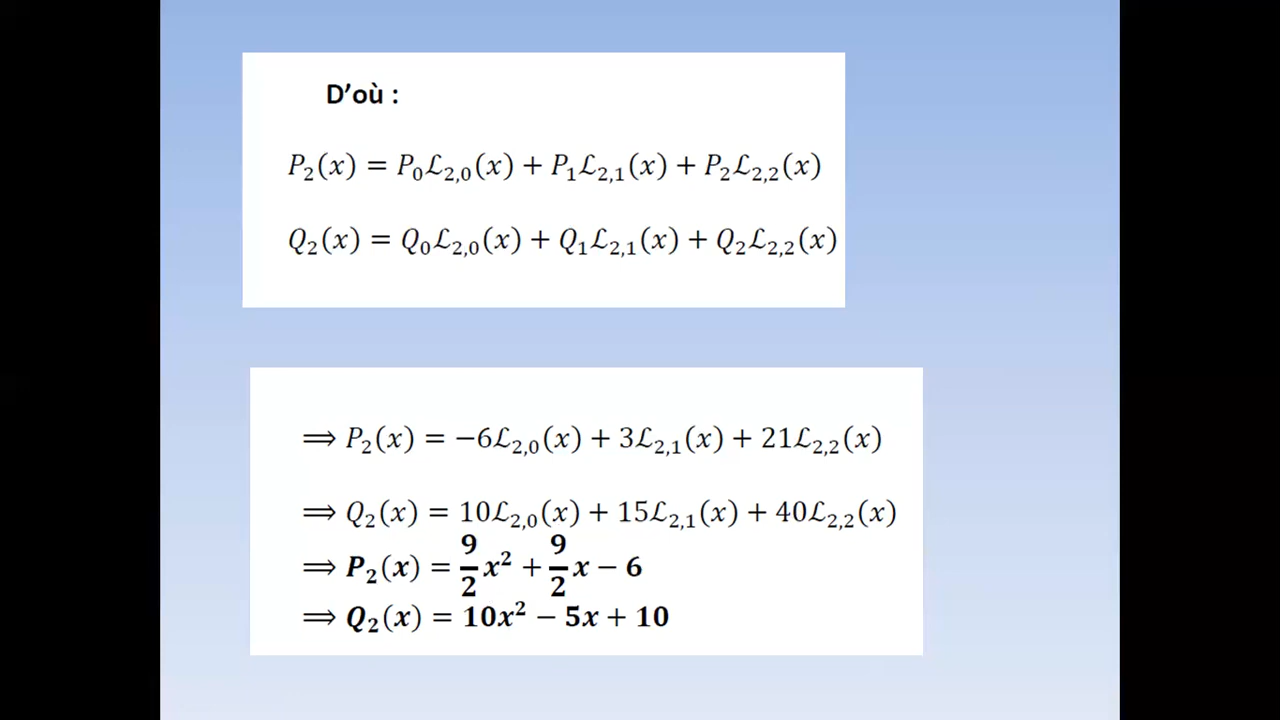 D'où :
P₂(x) = P₀ℒ₂,₀(x) + P₁ℒ₂,₁(x) + P₂ℒ₂,₂(x)
Q₂(x) = Q₀ℒ₂,₀(x) + Q₁ℒ₂,₁(x) + Q₂ℒ₂,₂(x)
⟹ P₂(x) = −6ℒ₂,₀(x) + 3ℒ₂,₁(x) + 21ℒ₂,₂(x)
⟹ Q₂(x) = 10ℒ₂,₀(x) + 15ℒ₂,₁(x) + 40ℒ₂,₂(x)
⟹ P₂(x) = 9/2 x² + 9/2 x − 6
⟹ Q₂(x) = 10x² − 5x + 10